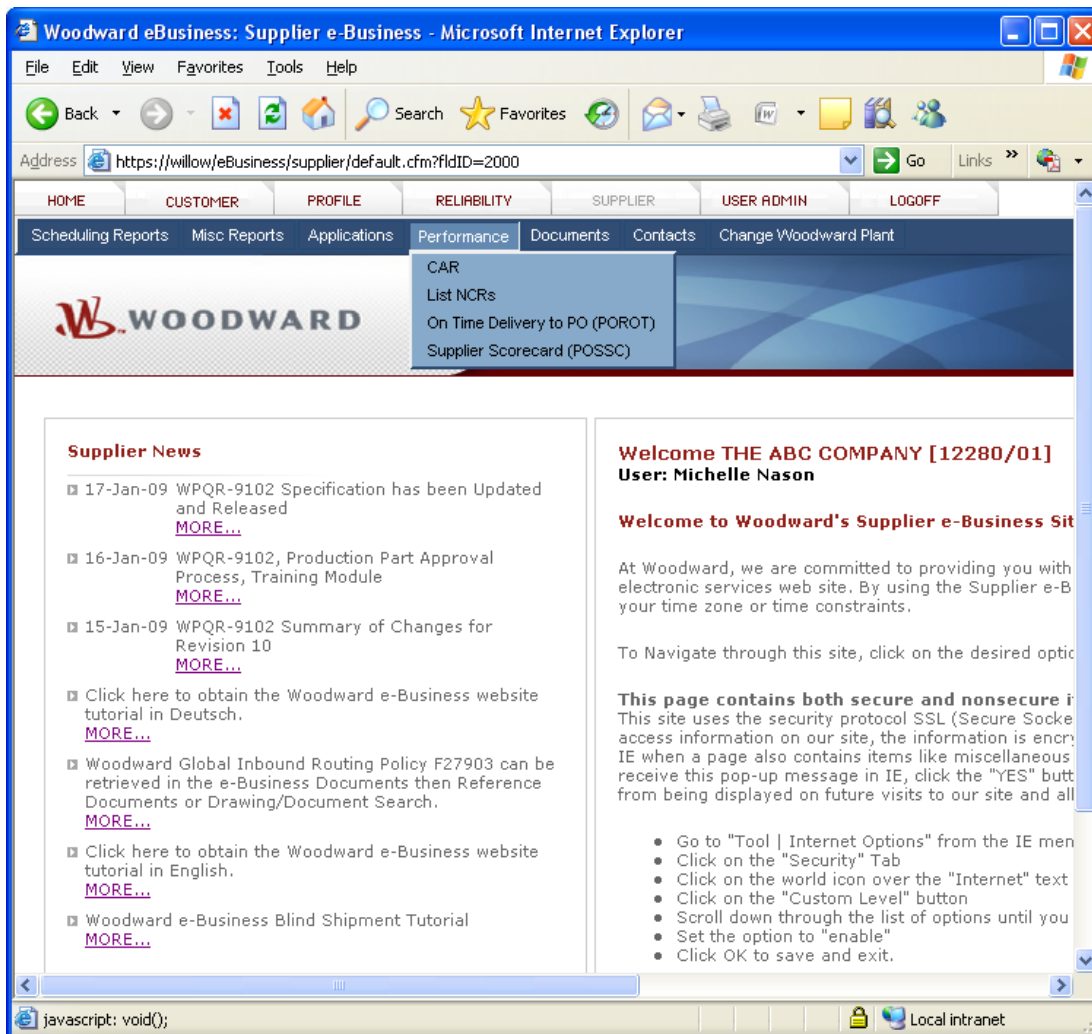 Woodward eBusiness: Supplier e-Business - Microsoft Internet Explorer
File Edit View Favorites Tools Help
Back Search Favorites
Address https://willow/eBusiness/supplier/default.cfm?fldID=2000 Go Links »
HOME CUSTOMER PROFILE RELIABILITY SUPPLIER USER ADMIN LOGOFF
Scheduling Reports Misc Reports Applications Performance Documents Contacts Change Woodward Plant
CAR
List NCRs
On Time Delivery to PO (POROT)
Supplier Scorecard (POSSC)
WOODWARD
Supplier News
17-Jan-09 WPQR-9102 Specification has been Updated
and Released
MORE...
16-Jan-09 WPQR-9102, Production Part Approval
Process, Training Module
MORE...
15-Jan-09 WPQR-9102 Summary of Changes for
Revision 10
MORE...
Click here to obtain the Woodward e-Business website
tutorial in Deutsch.
MORE...
Woodward Global Inbound Routing Policy F27903 can be
retrieved in the e-Business Documents then Reference
Documents or Drawing/Document Search.
MORE...
Click here to obtain the Woodward e-Business website
tutorial in English.
MORE...
Woodward e-Business Blind Shipment Tutorial
MORE...
Welcome THE ABC COMPANY [12280/01]
User: Michelle Nason
Welcome to Woodward's Supplier e-Business Sit
At Woodward, we are committed to providing you with
electronic services web site. By using the Supplier e-B
your time zone or time constraints.
To Navigate through this site, click on the desired optic
This page contains both secure and nonsecure i
This site uses the security protocol SSL (Secure Socke
access information on our site, the information is encry
IE when a page also contains items like miscellaneous
receive this pop-up message in IE, click the "YES" butt
from being displayed on future visits to our site and all
Go to "Tool | Internet Options" from the IE men
Click on the "Security" Tab
Click on the world icon over the "Internet" text
Click on the "Custom Level" button
Scroll down through the list of options until you
Set the option to "enable"
Click OK to save and exit.
javascript: void(); Local intranet